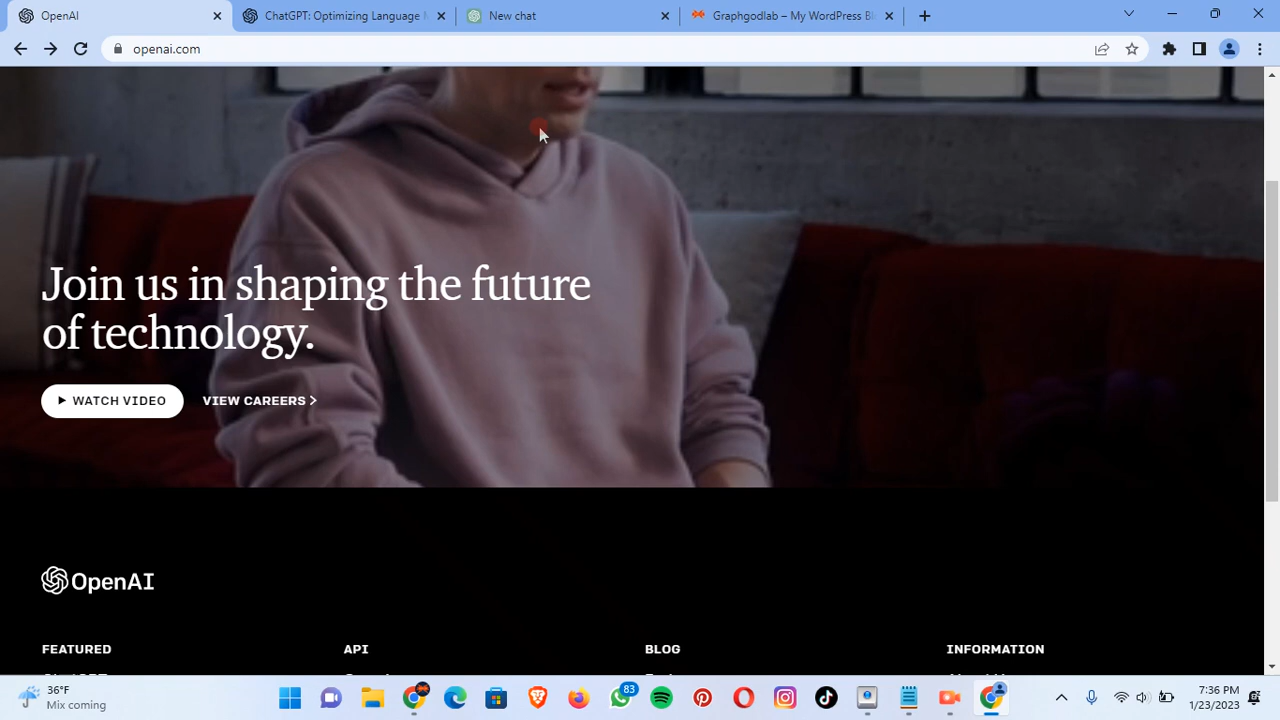 OpenAI
ChatGPT: Optimizing Language
New chat
Graphgodlab – My WordPress Bl
openai.com
Join us in shaping the future
of technology.
WATCH VIDEO
VIEW CAREERS >
OpenAI
FEATURED
API
BLOG
INFORMATION
36°F
Mix coming
83
7:36 PM
1/23/2023